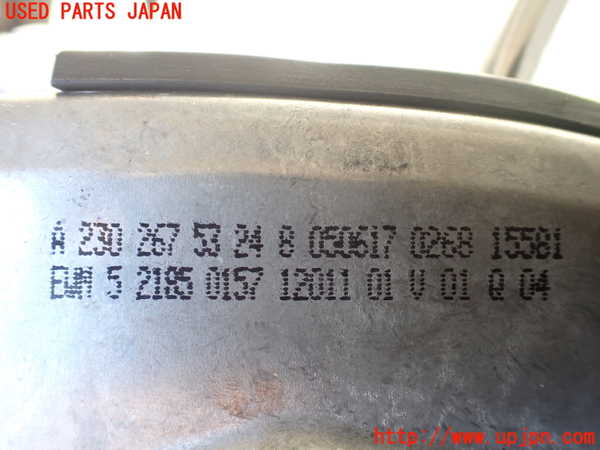 USED PARTS JAPAN
A 230 267 53 24 8 050617 0268 15581
EHM 5 2185 0157 12011 01 V 01 Q 04
http://www.upjpn.com/